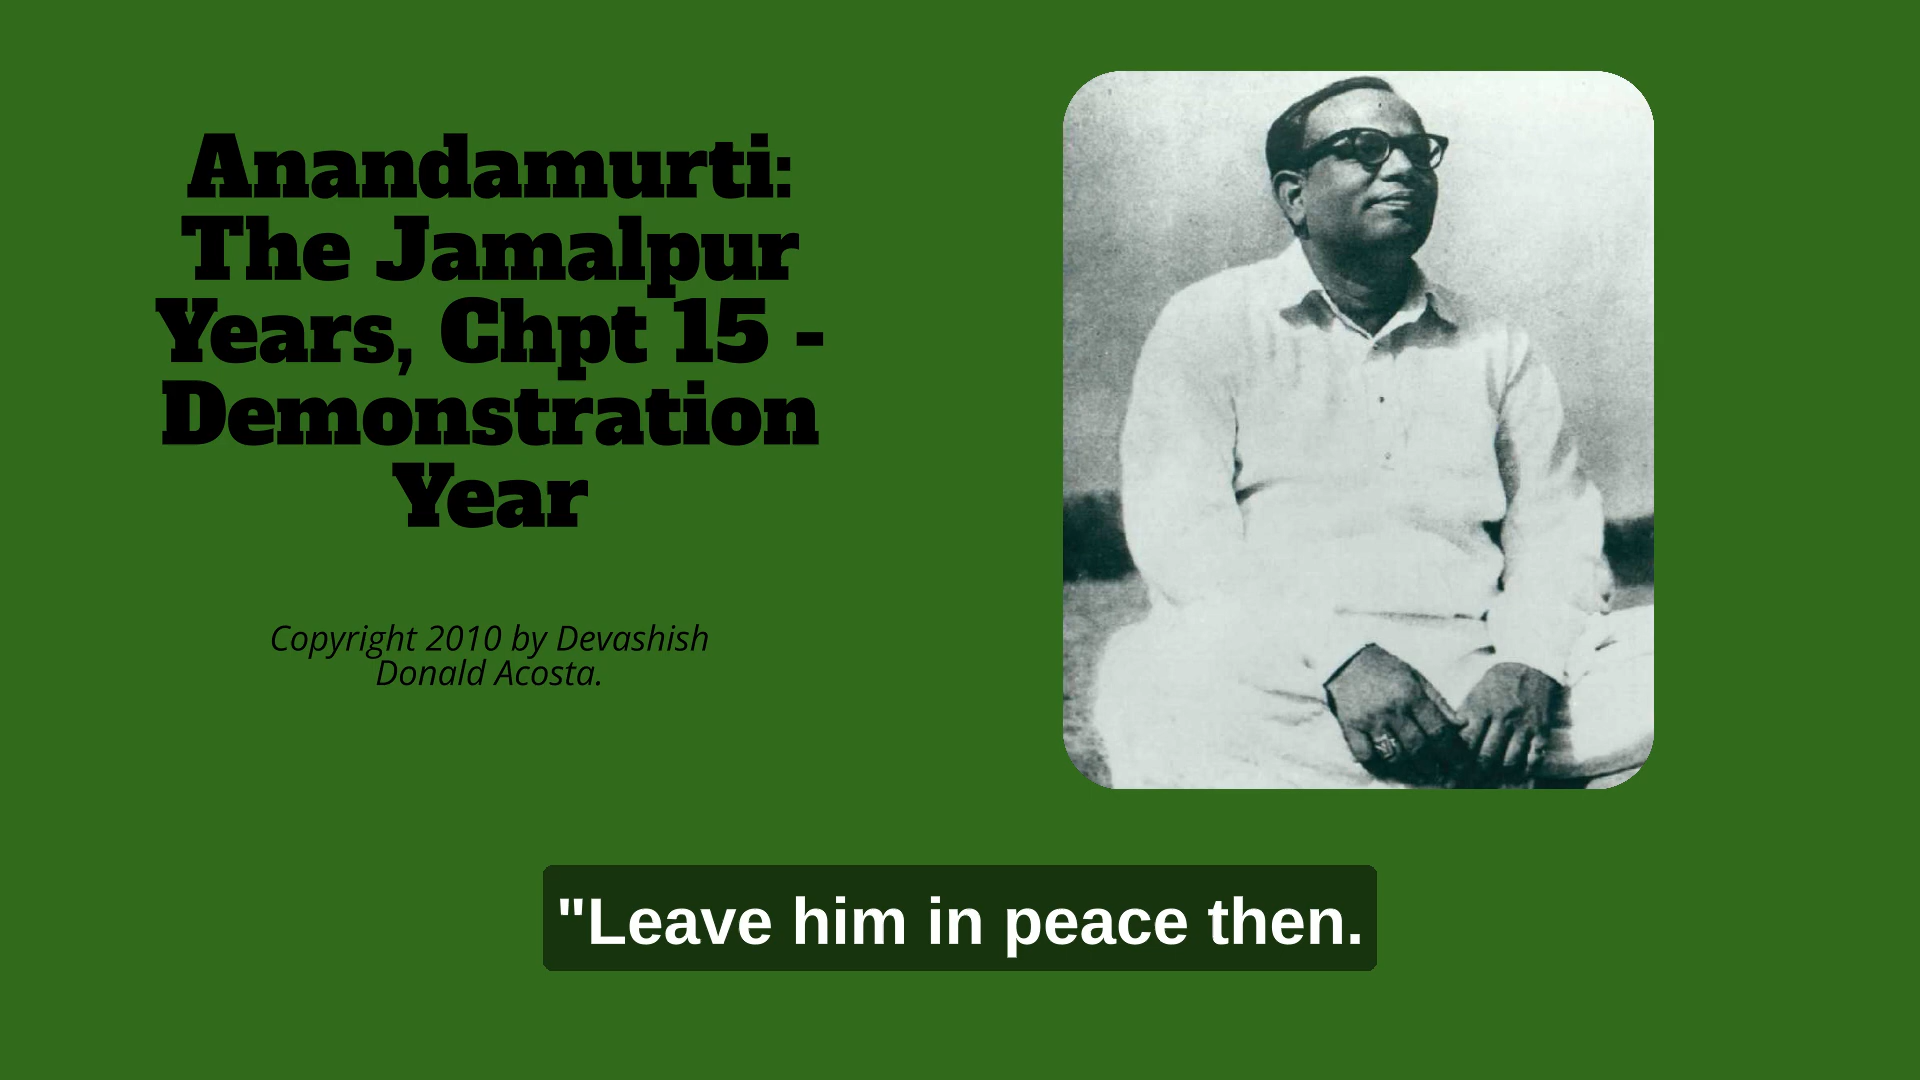 Anandamurti:
The Jamalpur
Years, Chpt 15 -
Demonstration
Year
Copyright 2010 by Devashish
Donald Acosta.
"Leave him in peace then.